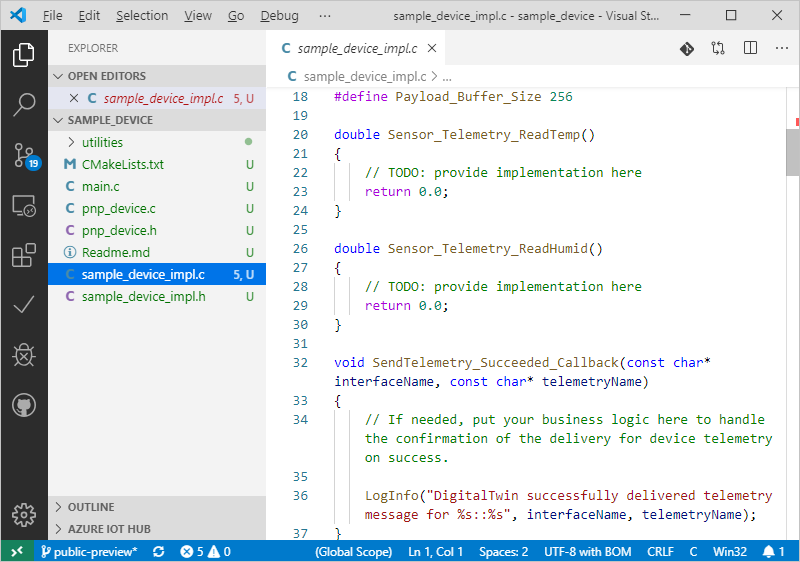 File Edit Selection View Go Debug ··· sample_device_impl.c - sample_device - Visual St...
EXPLORER
OPEN EDITORS
C sample_device_impl.c 5, U
SAMPLE_DEVICE
utilities
M CMakeLists.txt U
C main.c U
C pnp_device.c U
C pnp_device.h U
Readme.md U
C sample_device_impl.c 5, U
C sample_device_impl.h U
OUTLINE
AZURE IOT HUB
19
C sample_device_impl.c
C sample_device_impl.c > ...
18 #define Payload_Buffer_Size 256
19
20 double Sensor_Telemetry_ReadTemp()
21 {
22 // TODO: provide implementation here
23 return 0.0;
24 }
25
26 double Sensor_Telemetry_ReadHumid()
27 {
28 // TODO: provide implementation here
29 return 0.0;
30 }
31
32 void SendTelemetry_Succeeded_Callback(const char*
interfaceName, const char* telemetryName)
33 {
34 // If needed, put your business logic here to handle
the confirmation of the delivery for device telemetry
on success.
35
36 LogInfo("DigitalTwin successfully delivered telemetry
message for %s::%s", interfaceName, telemetryName);
37 }
public-preview* 5 0 (Global Scope) Ln 1, Col 1 Spaces: 2 UTF-8 with BOM CRLF C Win32 1